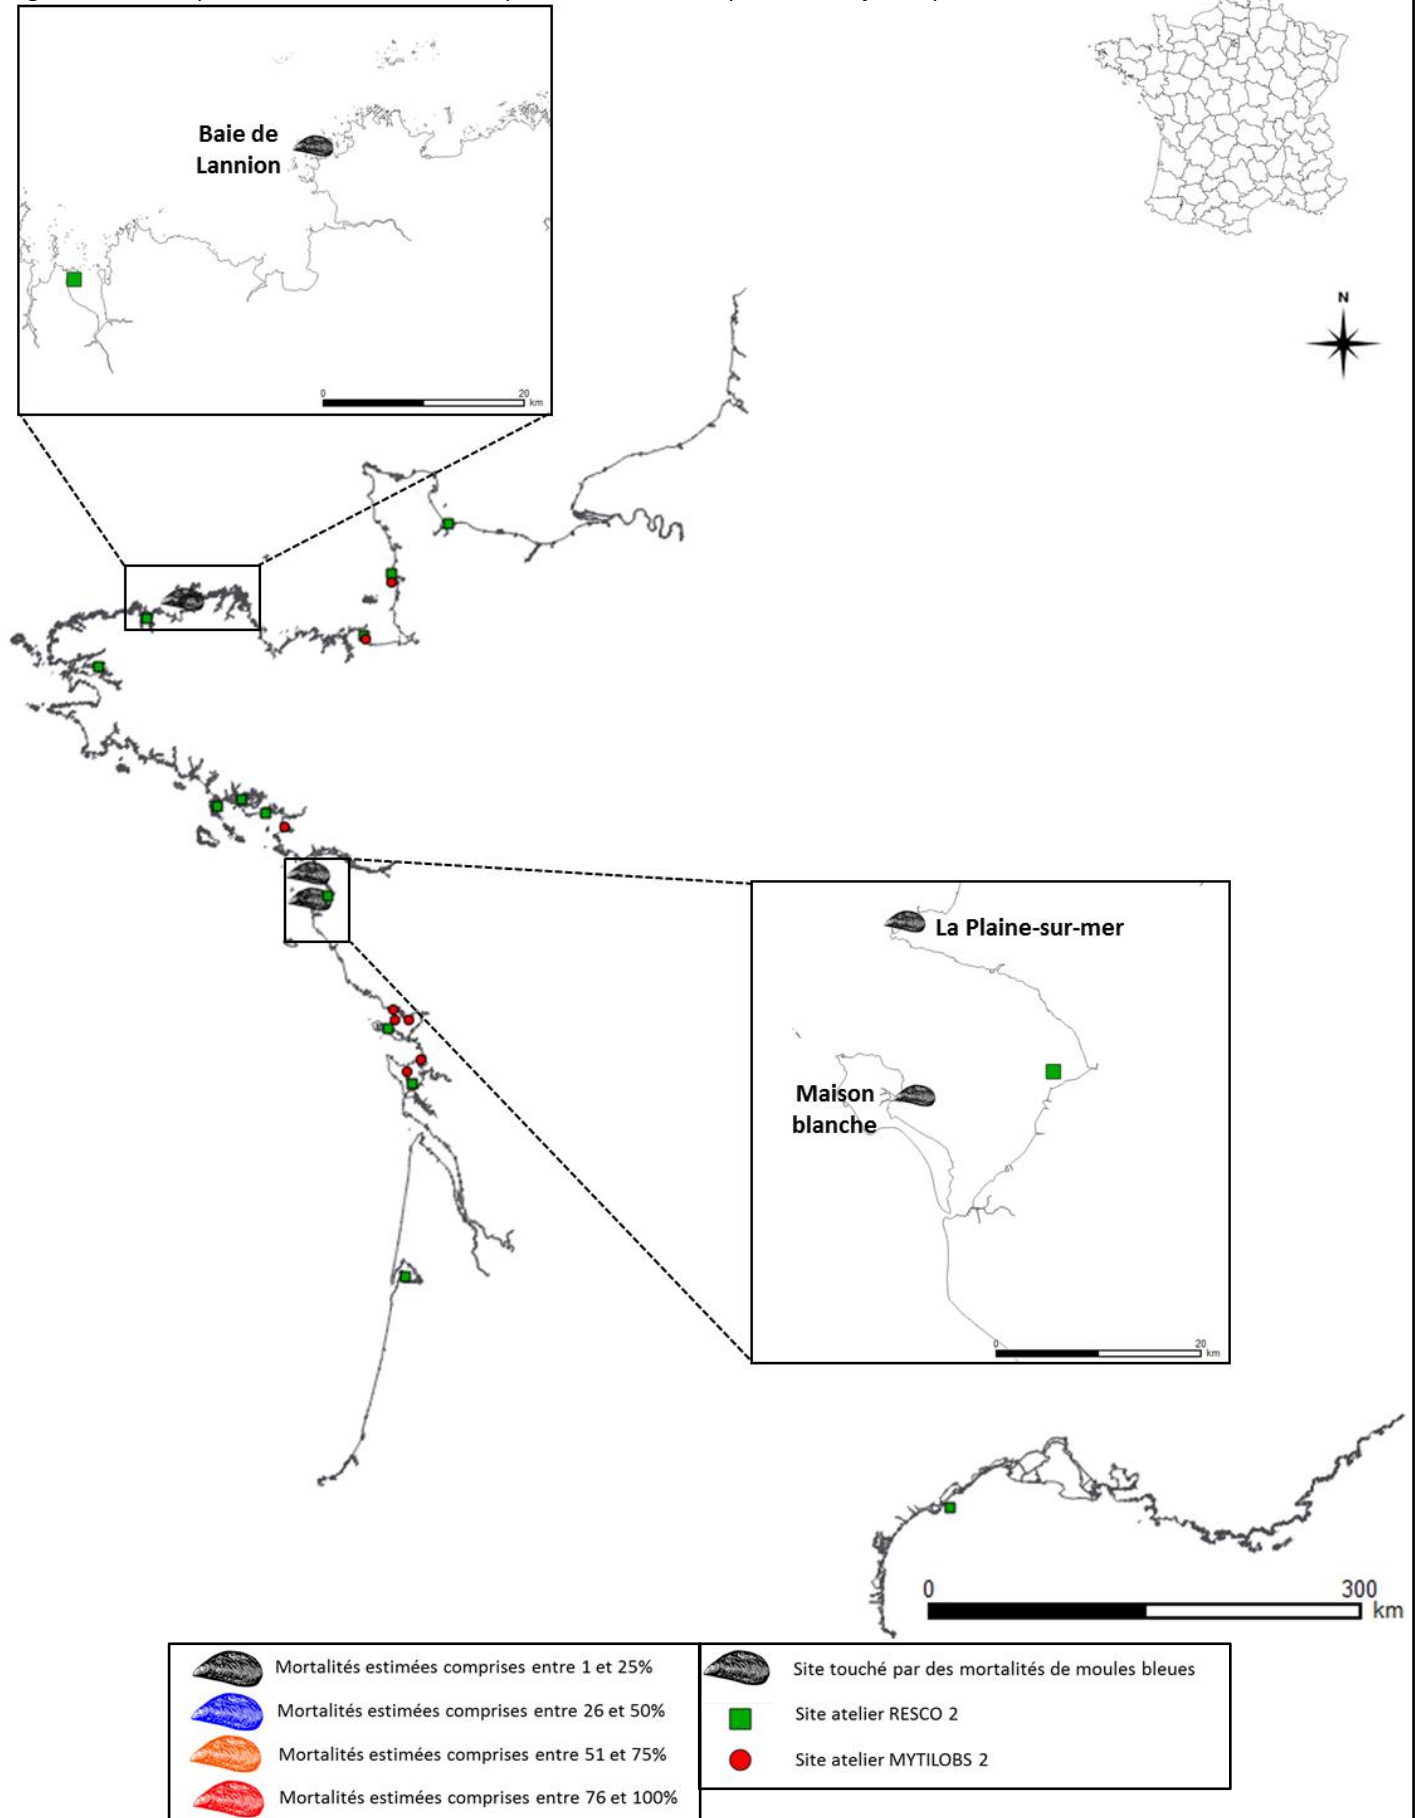 Baie de
Lannion
0 20
km
N
La Plaine-sur-mer
Maison
blanche
0 20
km
0 300
km
Mortalités estimées comprises entre 1 et 25%
Mortalités estimées comprises entre 26 et 50%
Mortalités estimées comprises entre 51 et 75%
Mortalités estimées comprises entre 76 et 100%
Site touché par des mortalités de moules bleues
Site atelier RESCO 2
Site atelier MYTILOBS 2